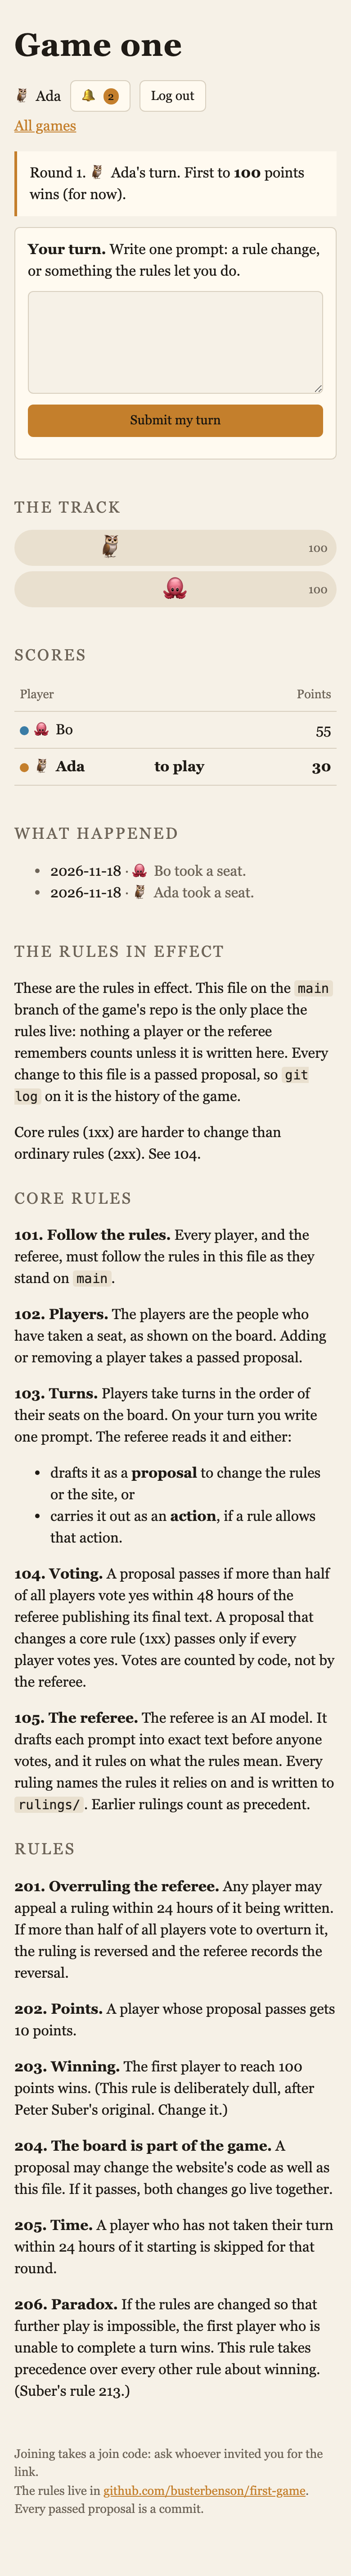 Game one
Ada
2
Log out
All games
Round 1. Ada's turn. First to 100 points
wins (for now).
Your turn. Write one prompt: a rule change,
or something the rules let you do.
Submit my turn
THE TRACK
100
100
SCORES
Player Points
Bo 55
Ada to play 30
WHAT HAPPENED
• 2026-11-18 · Bo took a seat.
• 2026-11-18 · Ada took a seat.
THE RULES IN EFFECT
These are the rules in effect. This file on the main
branch of the game's repo is the only place the
rules live: nothing a player or the referee
remembers counts unless it is written here. Every
change to this file is a passed proposal, so git
log on it is the history of the game.
Core rules (1xx) are harder to change than
ordinary rules (2xx). See 104.
CORE RULES
101. Follow the rules. Every player, and the
referee, must follow the rules in this file as they
stand on main.
102. Players. The players are the people who
have taken a seat, as shown on the board. Adding
or removing a player takes a passed proposal.
103. Turns. Players take turns in the order of
their seats on the board. On your turn you write
one prompt. The referee reads it and either:
• drafts it as a proposal to change the rules
or the site, or
• carries it out as an action, if a rule allows
that action.
104. Voting. A proposal passes if more than half
of all players vote yes within 48 hours of the
referee publishing its final text. A proposal that
changes a core rule (1xx) passes only if every
player votes yes. Votes are counted by code, not by
the referee.
105. The referee. The referee is an AI model. It
drafts each prompt into exact text before anyone
votes, and it rules on what the rules mean. Every
ruling names the rules it relies on and is written to
rulings/. Earlier rulings count as precedent.
RULES
201. Overruling the referee. Any player may
appeal a ruling within 24 hours of it being written.
If more than half of all players vote to overturn it,
the ruling is reversed and the referee records the
reversal.
202. Points. A player whose proposal passes gets
10 points.
203. Winning. The first player to reach 100
points wins. (This rule is deliberately dull, after
Peter Suber's original. Change it.)
204. The board is part of the game. A
proposal may change the website's code as well as
this file. If it passes, both changes go live together.
205. Time. A player who has not taken their turn
within 24 hours of it starting is skipped for that
round.
206. Paradox. If the rules are changed so that
further play is impossible, the first player who is
unable to complete a turn wins. This rule takes
precedence over every other rule about winning.
(Suber's rule 213.)
Joining takes a join code: ask whoever invited you for the
link.
The rules live in github.com/busterbenson/first-game.
Every passed proposal is a commit.